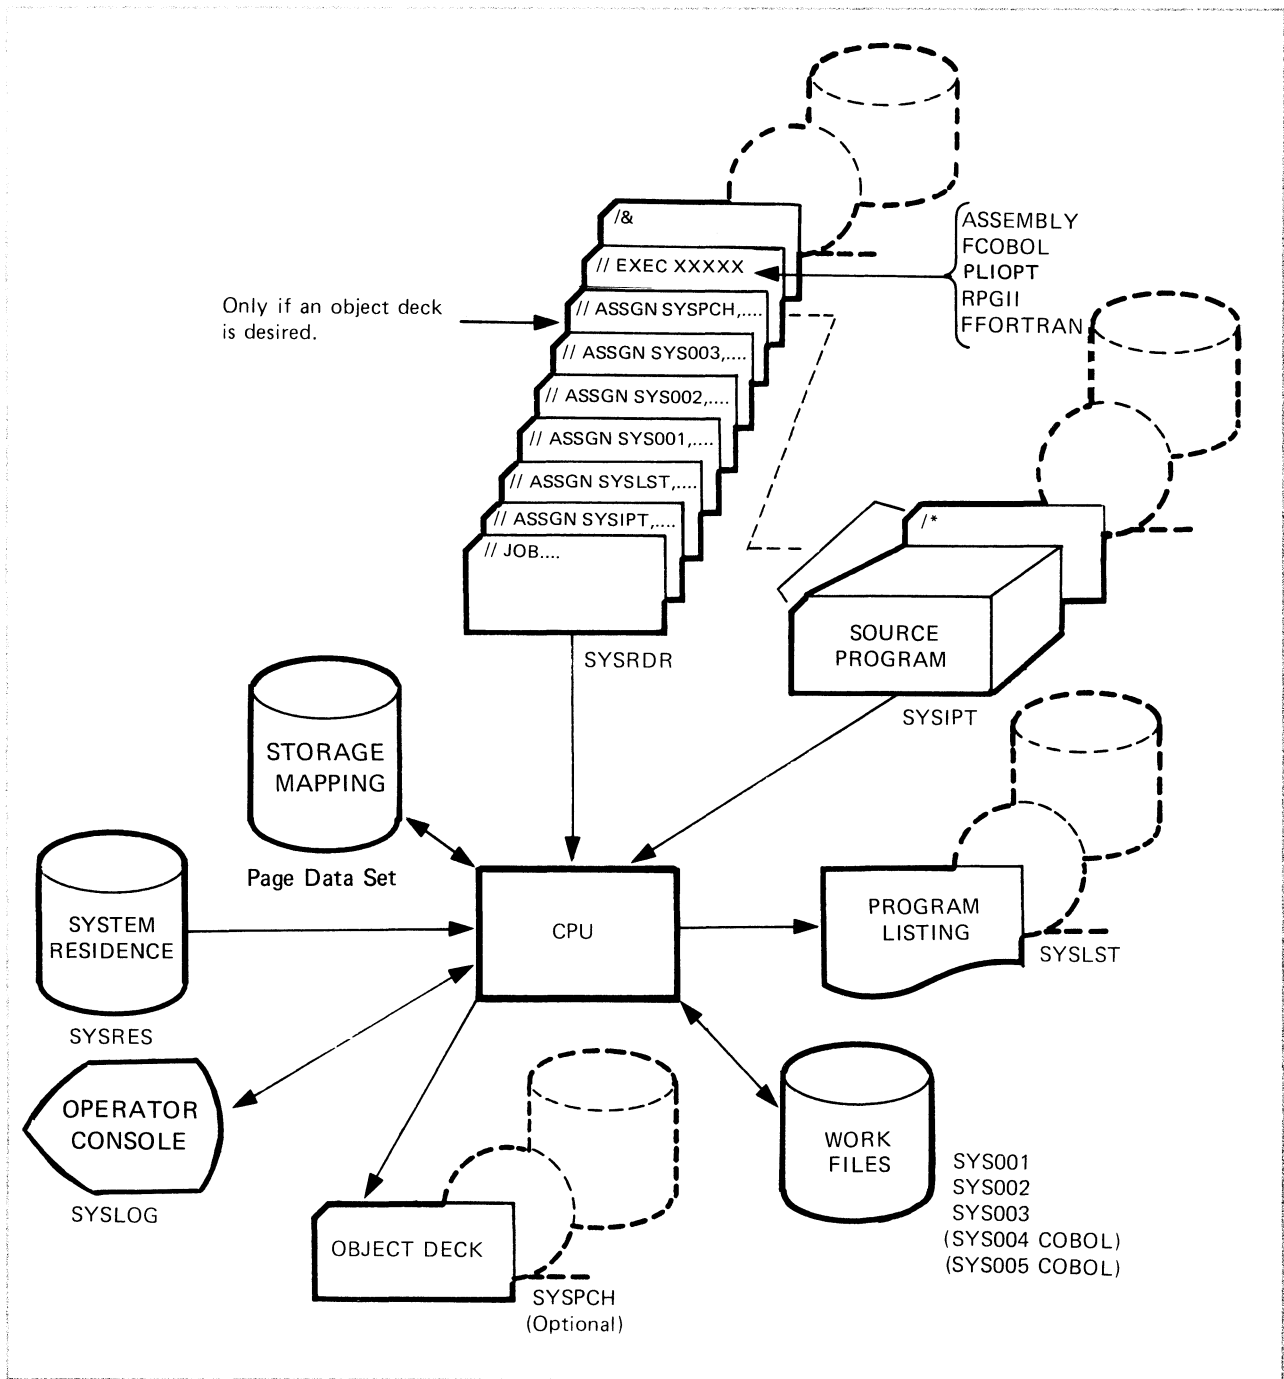 /&
// EXEC XXXXX
ASSEMBLY
FCOBOL
PLIOPT
RPGII
FFORTRAN
Only if an object deck
is desired.
// ASSGN SYSPCH,....
// ASSGN SYS003,....
// ASSGN SYS002,....
// ASSGN SYS001,....
// ASSGN SYSLST,....
// ASSGN SYSIPT,....
// JOB....
SYSRDR
/*
SOURCE
PROGRAM
SYSIPT
STORAGE
MAPPING
Page Data Set
SYSTEM
RESIDENCE
SYSRES
CPU
PROGRAM
LISTING
SYSLST
OPERATOR
CONSOLE
SYSLOG
OBJECT DECK
SYSPCH
(Optional)
WORK
FILES
SYS001
SYS002
SYS003
(SYS004 COBOL)
(SYS005 COBOL)